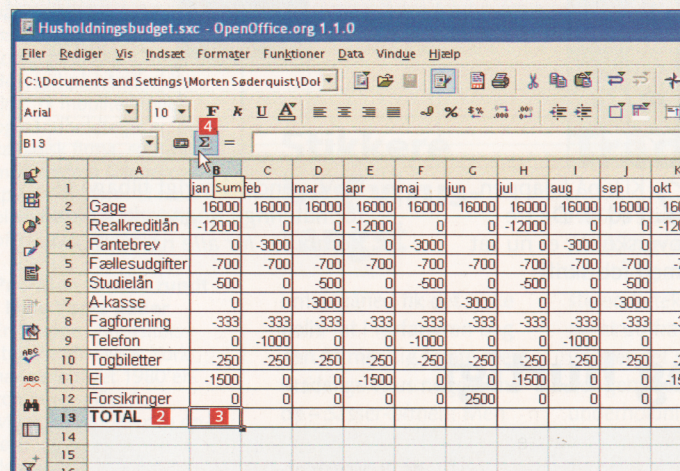 Husholdningsbudget.sxc - OpenOffice.org 1.1.0
Filer Rediger Vis Indsæt Formater Funktioner Data Vindue Hjælp
C:\Documents and Settings\Morten Søderquist\Dok
Arial 10 F k U A
4
B13 Σ =
A B C D E F G H I J K
1 jan Sum feb mar apr maj jun jul aug sep okt
2 Gage 16000 16000 16000 16000 16000 16000 16000 16000 16000
3 Realkreditlån -12000 0 0 -12000 0 0 -12000 0 0
4 Pantebrev 0 -3000 0 0 -3000 0 0 -3000 0
5 Fællesudgifter -700 -700 -700 -700 -700 -700 -700 -700 -700
6 Studielån -500 0 0 -500 0 0 -500 0 0
7 A-kasse 0 0 -3000 0 0 -3000 0 0 -3000
8 Fagforening -333 -333 -333 -333 -333 -333 -333 -333 -333
9 Telefon 0 -1000 0 0 -1000 0 0 -1000 0
10 Togbiletter -250 -250 -250 -250 -250 -250 -250 -250 -250
11 El -1500 0 0 -1500 0 0 -1500 0 0
12 Forsikringer 0 0 0 0 0 2500 0 0 0
13 TOTAL 2 3
14
15